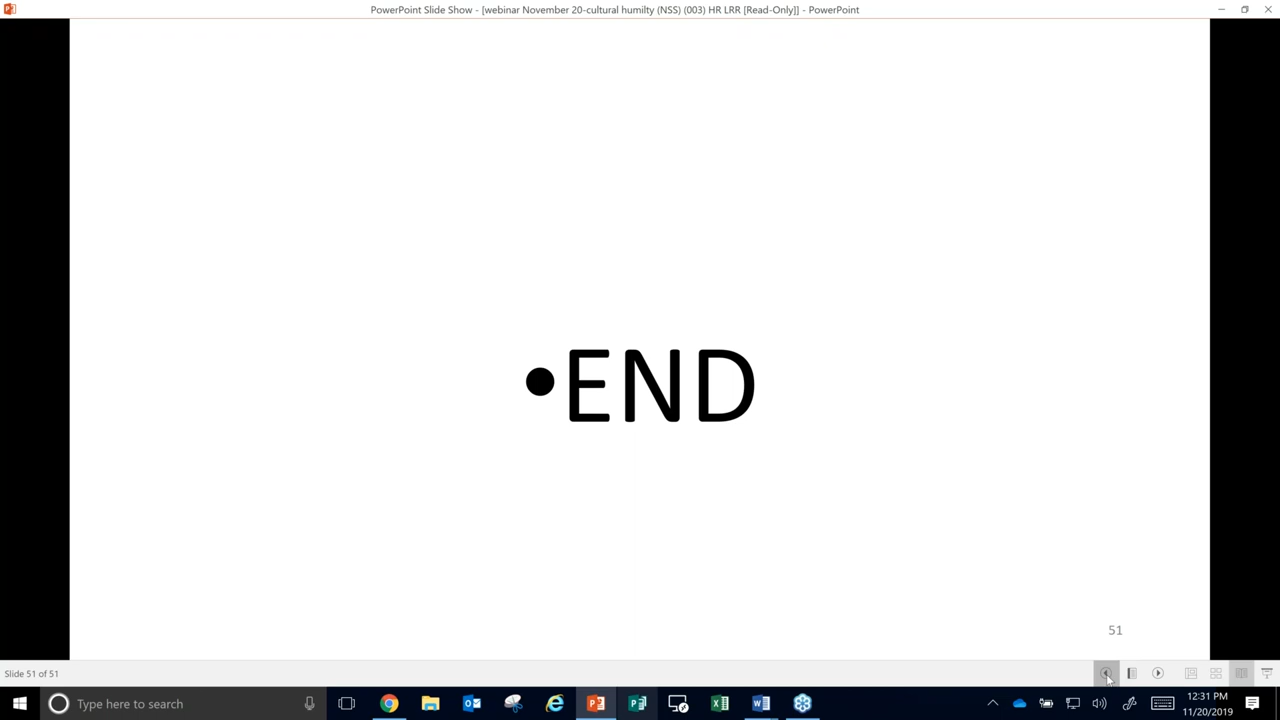 PowerPoint Slide Show - [webinar November 20-cultural humilty (NSS) (003) HR LRR [Read-Only]] - PowerPoint
•END
51
Slide 51 of 51
Type here to search
12:31 PM
11/20/2019